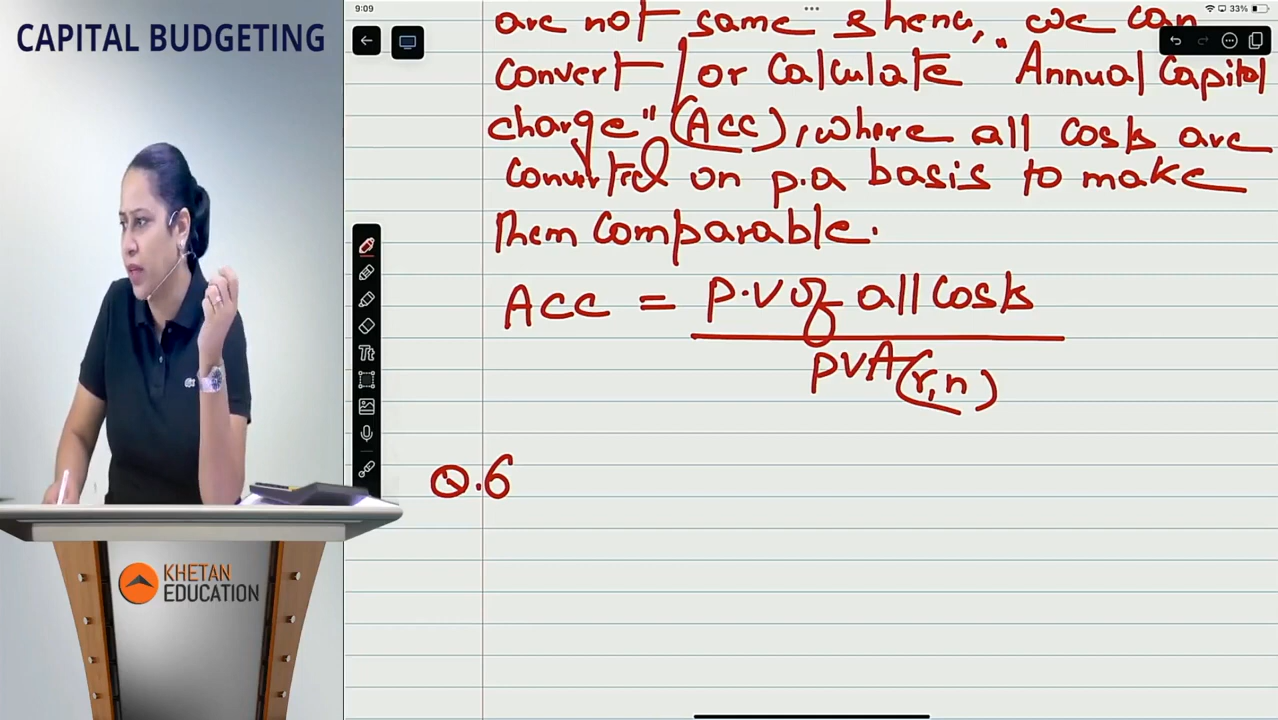 9:09
33%
CAPITAL BUDGETING
are not same hence, we can
convert / or Calculate "Annual Capital
charge" (ACC), where all costs are
converted on p.a basis to make
them comparable.
ACC = P.V of all costs
PVA(r,n)
Q.6
KHETAN
EDUCATION